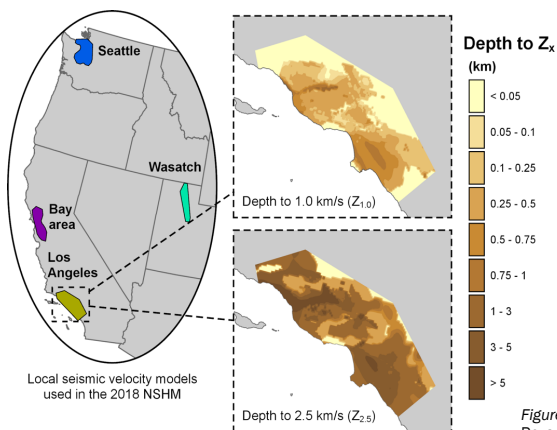 Seattle
Wasatch
Bay
area
Los
Angeles
Local seismic velocity models
used in the 2018 NSHM
Depth to 1.0 km/s (Z1.0)
Depth to 2.5 km/s (Z2.5)
Depth to Zx
(km)
< 0.05
0.05 - 0.1
0.1 - 0.25
0.25 - 0.5
0.5 - 0.75
0.75 - 1
1 - 3
3 - 5
> 5
Figure